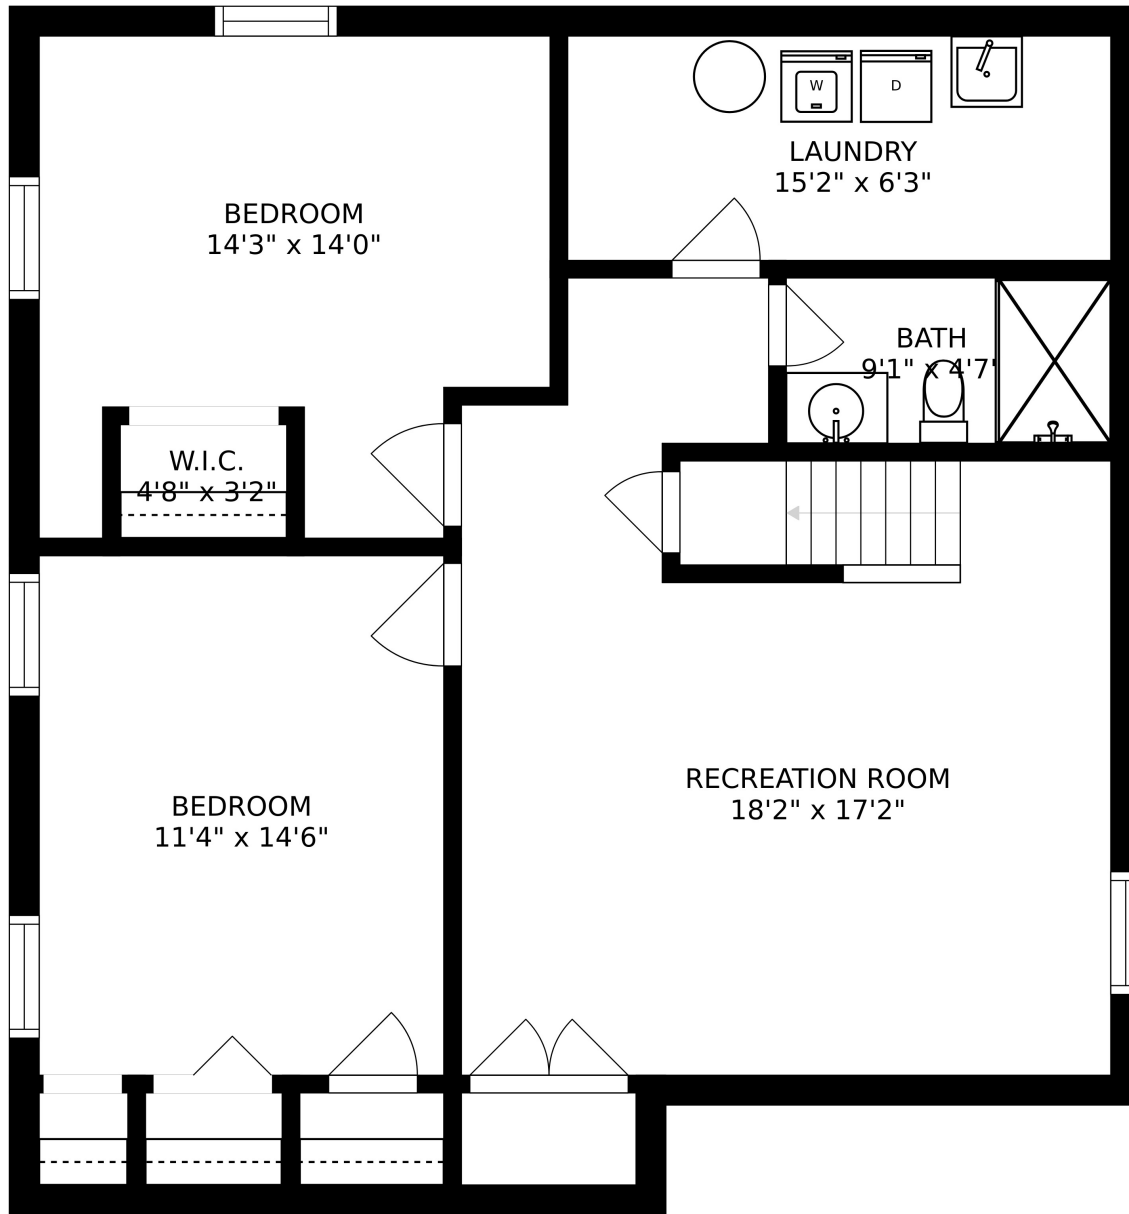 W
D
LAUNDRY
15'2" x 6'3"
BEDROOM
14'3" x 14'0"
BATH
9'1" x 4'7"
W.I.C.
4'8" x 3'2"
BEDROOM
11'4" x 14'6"
RECREATION ROOM
18'2" x 17'2"